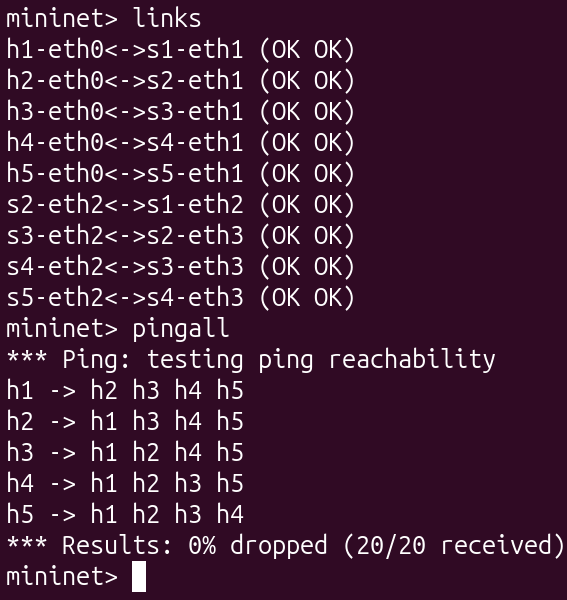 mininet> links
h1-eth0<->s1-eth1 (OK OK)
h2-eth0<->s2-eth1 (OK OK)
h3-eth0<->s3-eth1 (OK OK)
h4-eth0<->s4-eth1 (OK OK)
h5-eth0<->s5-eth1 (OK OK)
s2-eth2<->s1-eth2 (OK OK)
s3-eth2<->s2-eth3 (OK OK)
s4-eth2<->s3-eth3 (OK OK)
s5-eth2<->s4-eth3 (OK OK)
mininet> pingall
*** Ping: testing ping reachability
h1 -> h2 h3 h4 h5
h2 -> h1 h3 h4 h5
h3 -> h1 h2 h4 h5
h4 -> h1 h2 h3 h5
h5 -> h1 h2 h3 h4
*** Results: 0% dropped (20/20 received)
mininet>